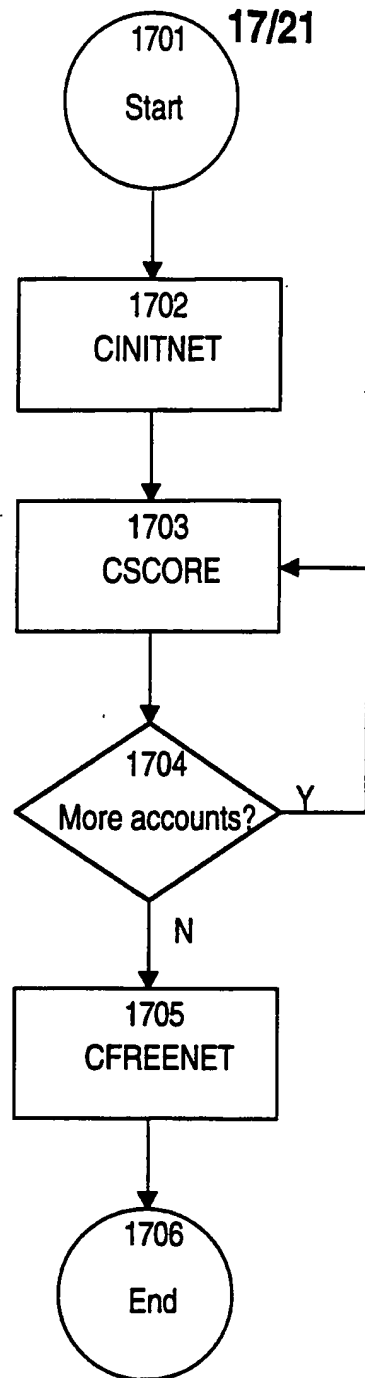 17/21
1701
Start
1702
CINITNET
1703
CSCORE
1704
More accounts?
Y
N
1705
CFREENET
1706
End